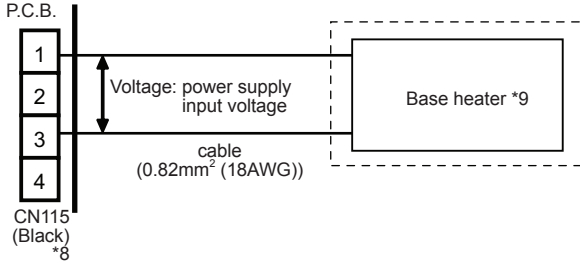 P.C.B.
1
2
3
4
CN115
(Black)
*8
Voltage: power supply
input voltage
cable
(0.82mm² (18AWG))
Base heater *9